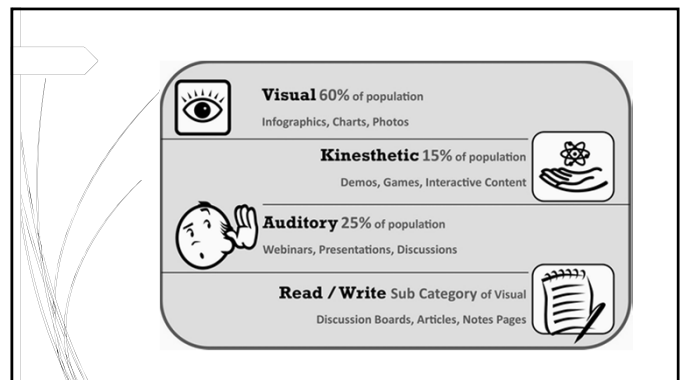 Visual 60% of population
Infographics, Charts, Photos
Kinesthetic 15% of population
Demos, Games, Interactive Content
Auditory 25% of population
Webinars, Presentations, Discussions
Read / Write Sub Category of Visual
Discussion Boards, Articles, Notes Pages